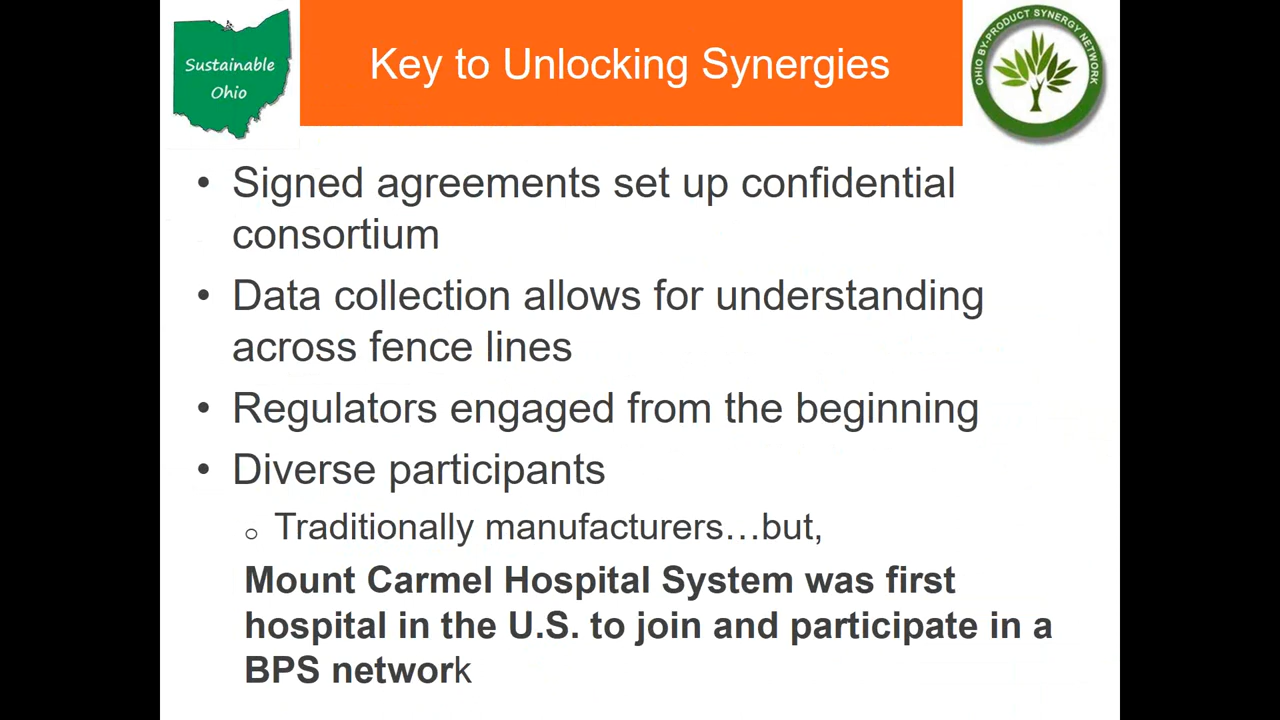 Sustainable
Ohio
Key to Unlocking Synergies
OHIO BY-PRODUCT SYNERGY NETWORK
• Signed agreements set up confidential
consortium
• Data collection allows for understanding
across fence lines
• Regulators engaged from the beginning
• Diverse participants
o Traditionally manufacturers…but,
Mount Carmel Hospital System was first
hospital in the U.S. to join and participate in a
BPS network